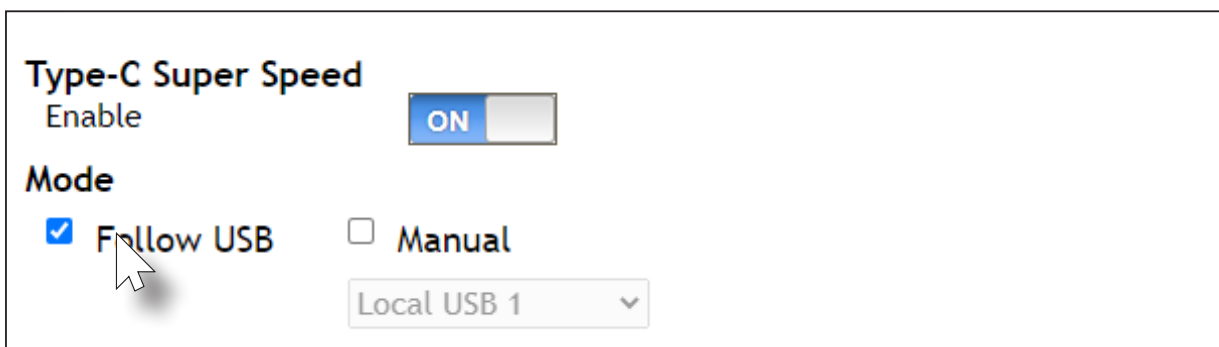 Type-C Super Speed
Enable ON
Mode
Follow USB Manual
Local USB 1